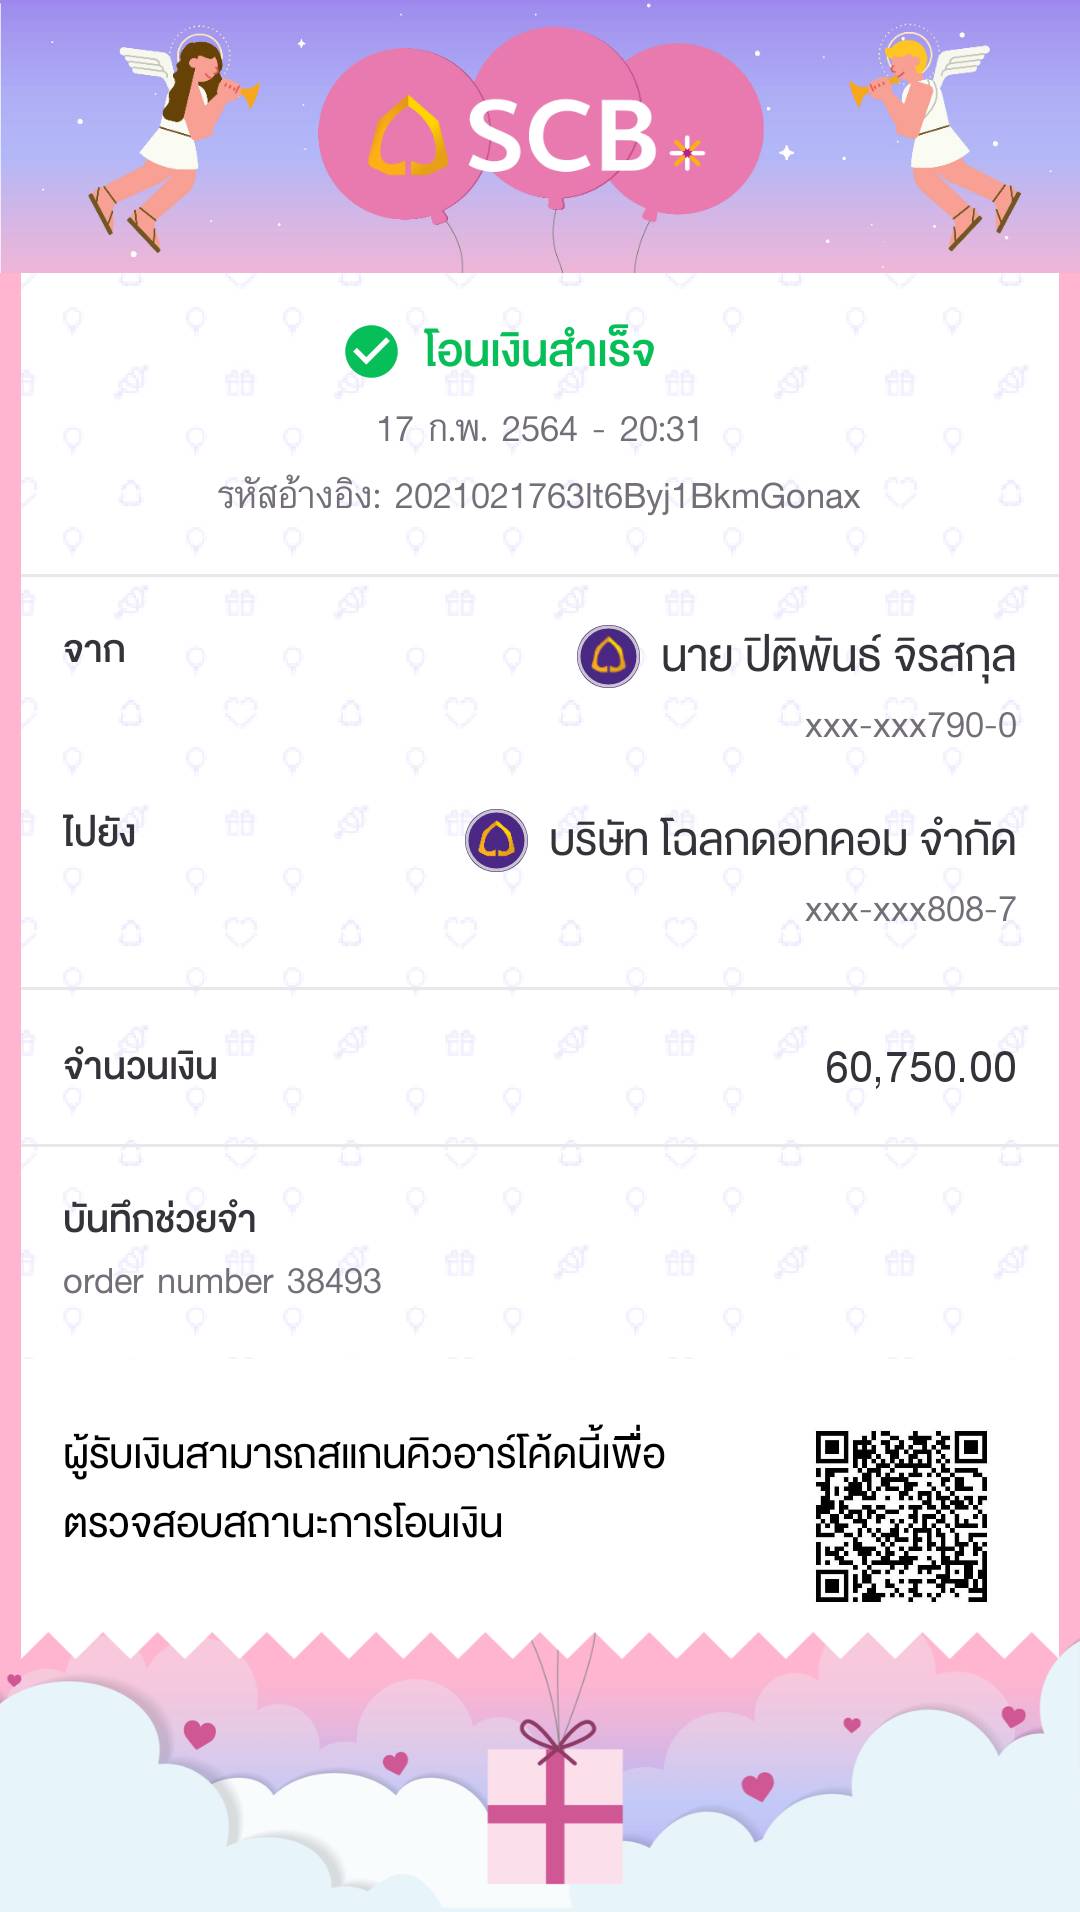 SCB
โอนเงินสำเร็จ
17 ก.พ. 2564 - 20:31
รหัสอ้างอิง: 2021021763lt6Byj1BkmGonax
จาก
นาย ปิติพันธ์ จิรสกุล
xxx-xxx790-0
ไปยัง
บริษัท โฉลกดอทคอม จำกัด
xxx-xxx808-7
จำนวนเงิน
60,750.00
บันทึกช่วยจำ
order number 38493
ผู้รับเงินสามารถสแกนคิวอาร์โค้ดนี้เพื่อ
ตรวจสอบสถานะการโอนเงิน